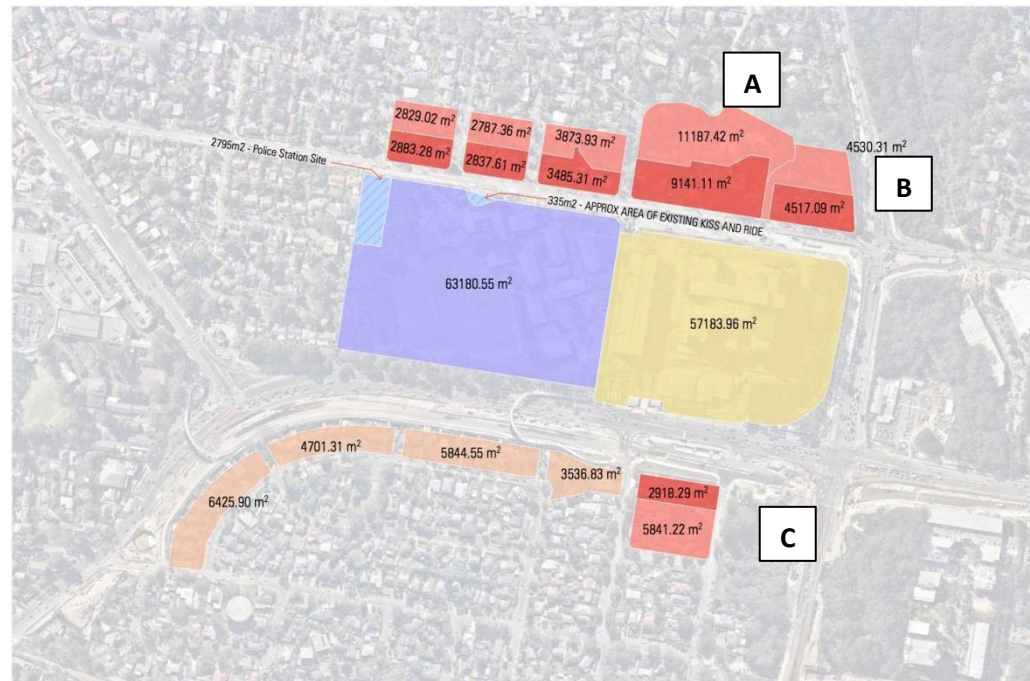 A
2829.02 m²
2787.36 m²
3873.93 m²
11187.42 m²
4530.31 m²
2883.28 m²
2837.61 m²
3485.31 m²
9141.11 m²
4517.09 m²
B
2795m2 - Police Station Site
335m2 - APPROX AREA OF EXISTING KISS AND RIDE
63180.55 m²
57183.96 m²
4701.31 m²
5844.55 m²
3536.83 m²
6425.90 m²
2918.29 m²
5841.22 m²
C